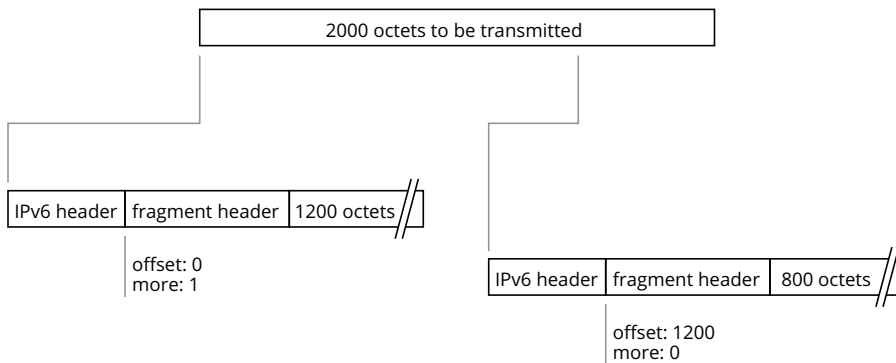 2000 octets to be transmitted
IPv6 header fragment header 1200 octets
offset: 0
more: 1
IPv6 header fragment header 800 octets
offset: 1200
more: 0